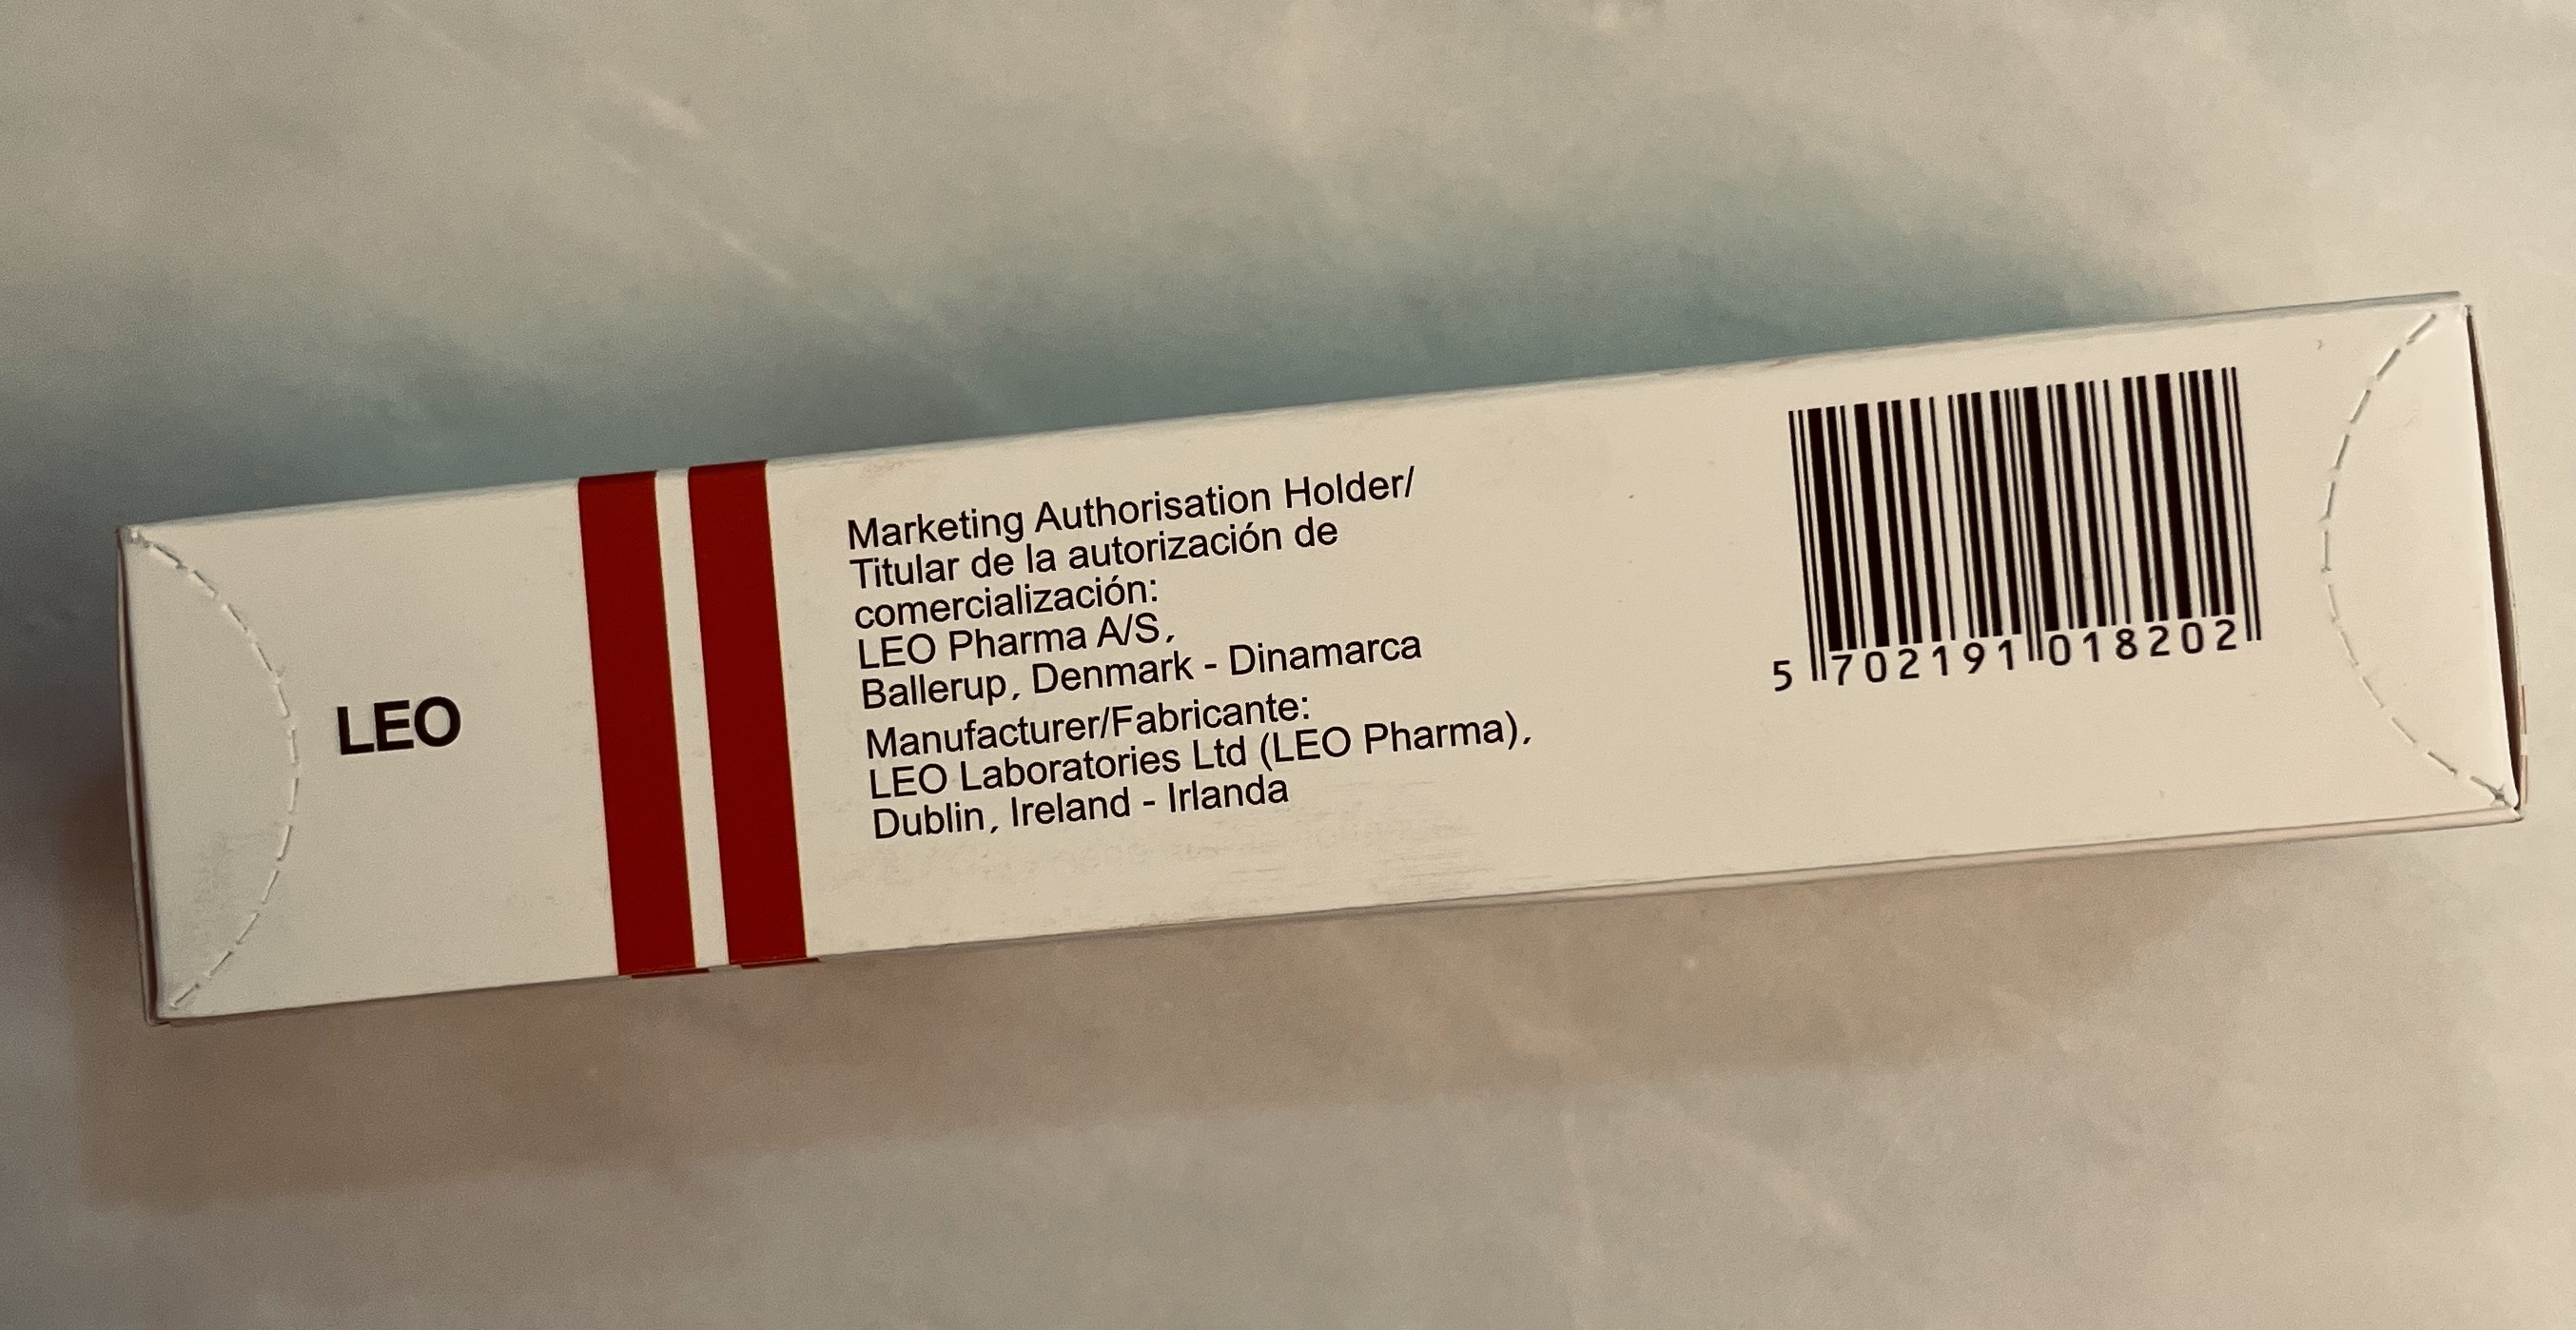 LEO
Marketing Authorisation Holder/
Titular de la autorización de
comercialización:
LEO Pharma A/S,
Ballerup, Denmark - Dinamarca
Manufacturer/Fabricante:
LEO Laboratories Ltd (LEO Pharma),
Dublin, Ireland - Irlanda
5 702191 018202